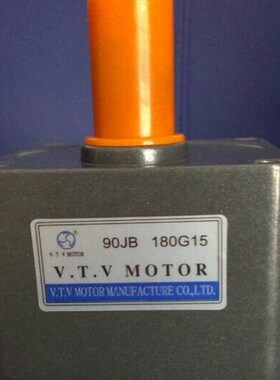 90JB 180G15
V.T.V MOTOR
V.T.V MOTOR
V.T.V MOTOR MANUFACTURE CO.,LTD.